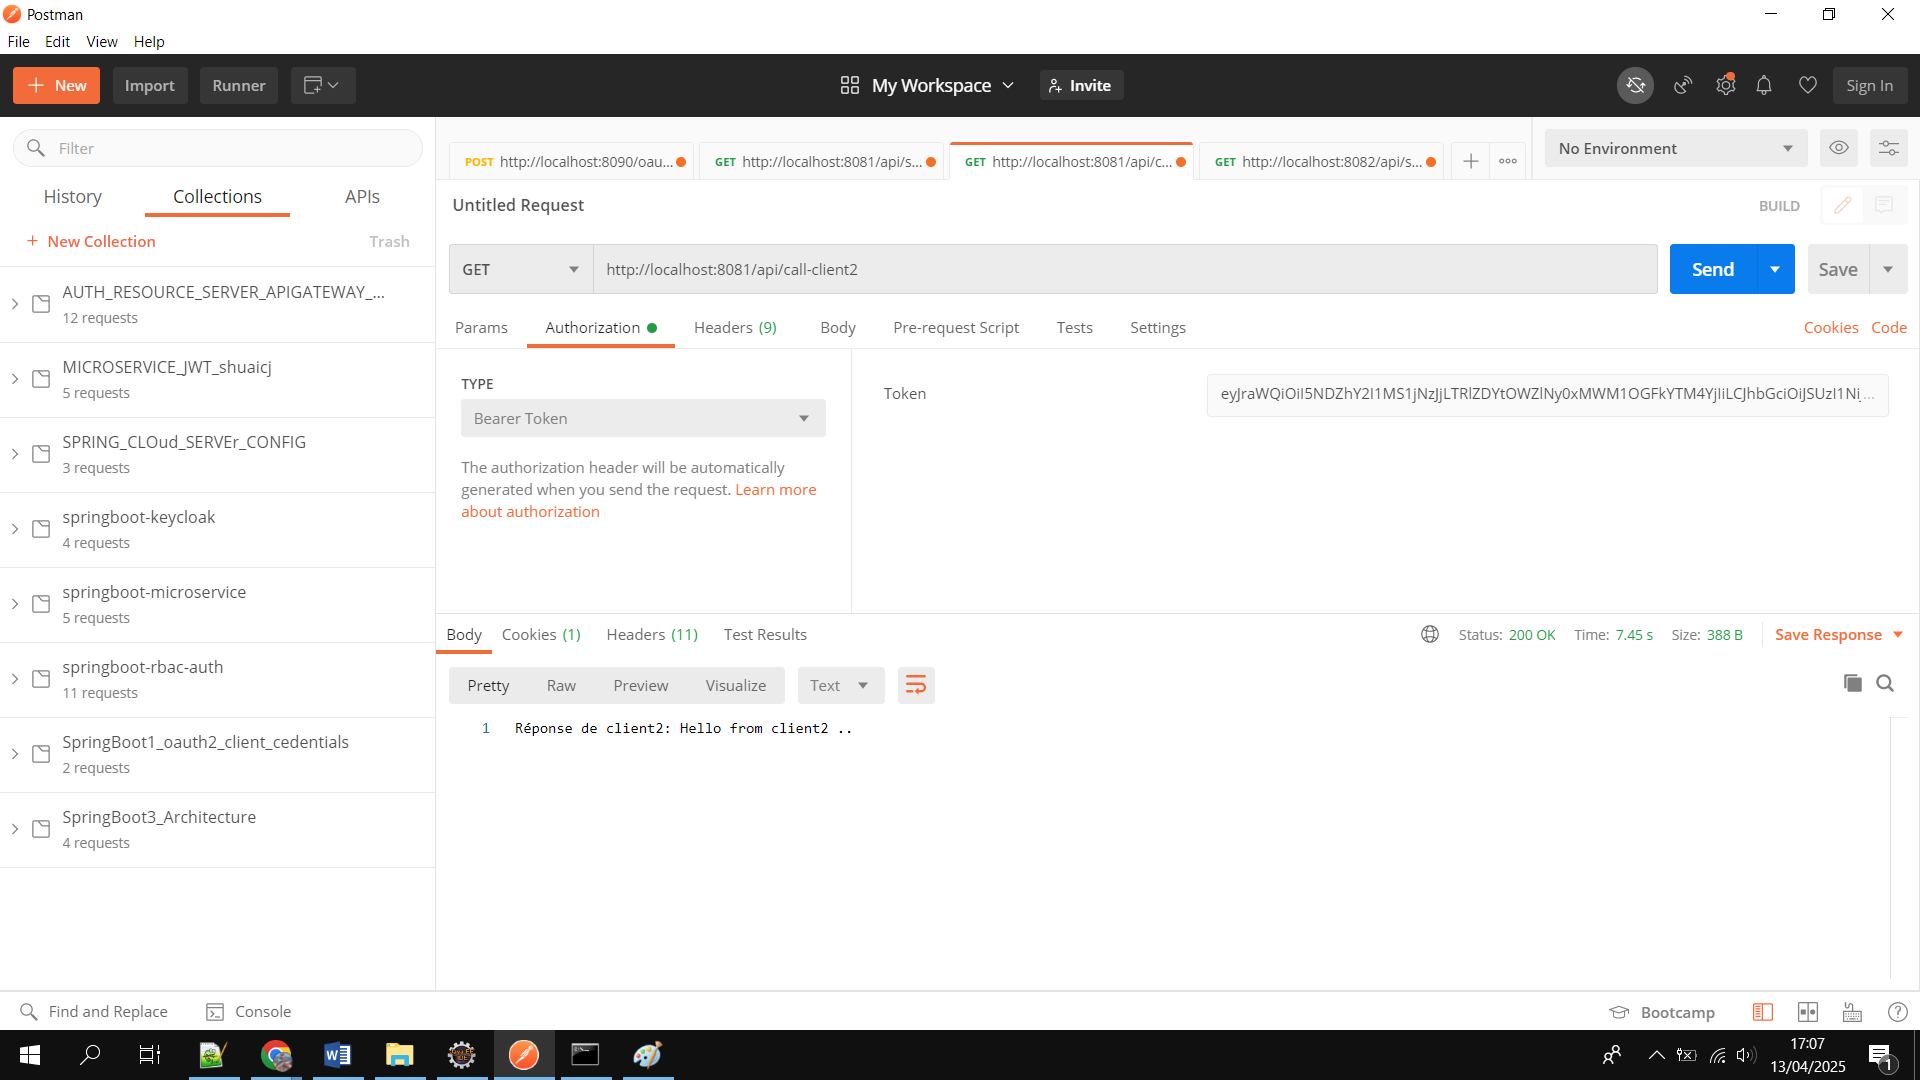 Postman
File Edit View Help
New Import Runner My Workspace Invite Sign In
Filter
History Collections APIs
+ New Collection Trash
AUTH_RESOURCE_SERVER_APIGATEWAY_...
12 requests
MICROSERVICE_JWT_shuaicj
5 requests
SPRING_CLOud_SERVEr_CONFIG
3 requests
springboot-keycloak
4 requests
springboot-microservice
5 requests
springboot-rbac-auth
11 requests
SpringBoot1_oauth2_client_cedentials
2 requests
SpringBoot3_Architecture
4 requests
POST http://localhost:8090/oau... GET http://localhost:8081/api/s... GET http://localhost:8081/api/c... GET http://localhost:8082/api/s... No Environment
Untitled Request BUILD
GET http://localhost:8081/api/call-client2 Send Save
Params Authorization Headers (9) Body Pre-request Script Tests Settings Cookies Code
TYPE
Bearer Token
The authorization header will be automatically
generated when you send the request. Learn more
about authorization
Token eyJraWQiOiI5NDZhY2I1MS1jNzJjLTRlZDYtOWZlNy0xMWM1OGFkYTM4YjIiLCJhbGciOiJSUzI1Ni...
Body Cookies (1) Headers (11) Test Results Status: 200 OK Time: 7.45 s Size: 388 B Save Response
Pretty Raw Preview Visualize Text
1 Réponse de client2: Hello from client2 ..
Find and Replace Console Bootcamp
17:07
13/04/2025
1